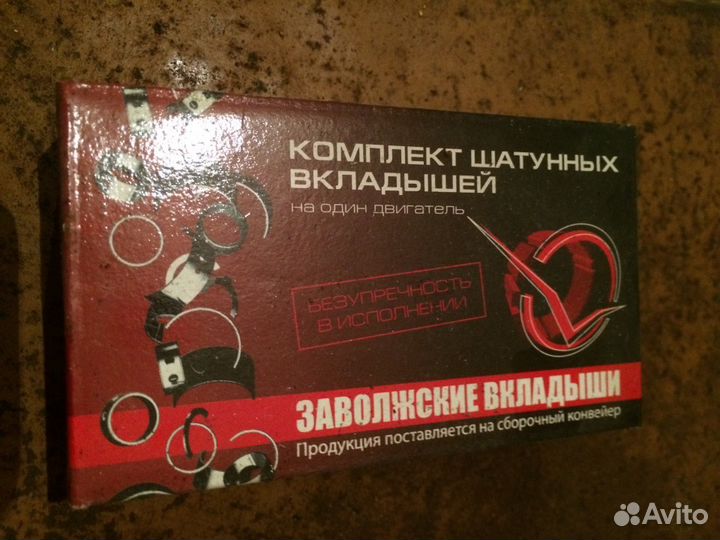 КОМПЛЕКТ ШАТУННЫХ
ВКЛАДЫШЕЙ
на один двигатель
БЕЗУПРЕЧНОСТЬ
В ИСПОЛНЕНИИ
ЗАВОЛЖСКИЕ ВКЛАДЫШИ
Продукция поставляется на сборочный конвейер
Avito